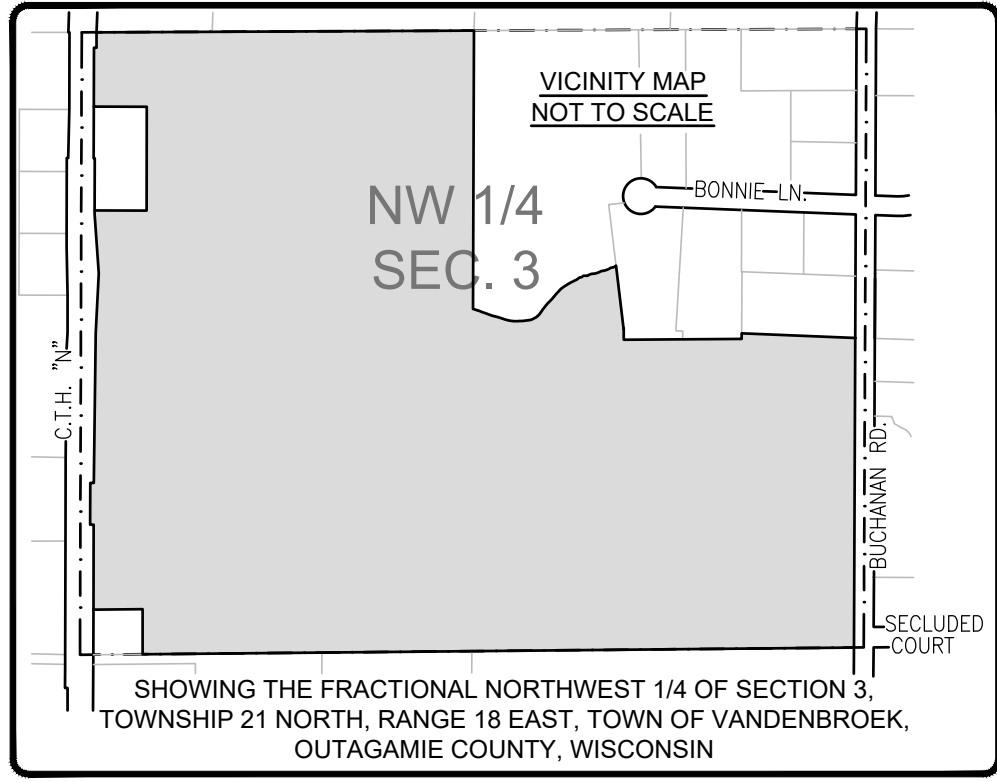 VICINITY MAP
NOT TO SCALE
NW 1/4
SEC. 3
BONNIE LN.
C.T.H. "N"
BUCHANAN RD.
SECLUDED
COURT
SHOWING THE FRACTIONAL NORTHWEST 1/4 OF SECTION 3,
TOWNSHIP 21 NORTH, RANGE 18 EAST, TOWN OF VANDENBROEK,
OUTAGAMIE COUNTY, WISCONSIN